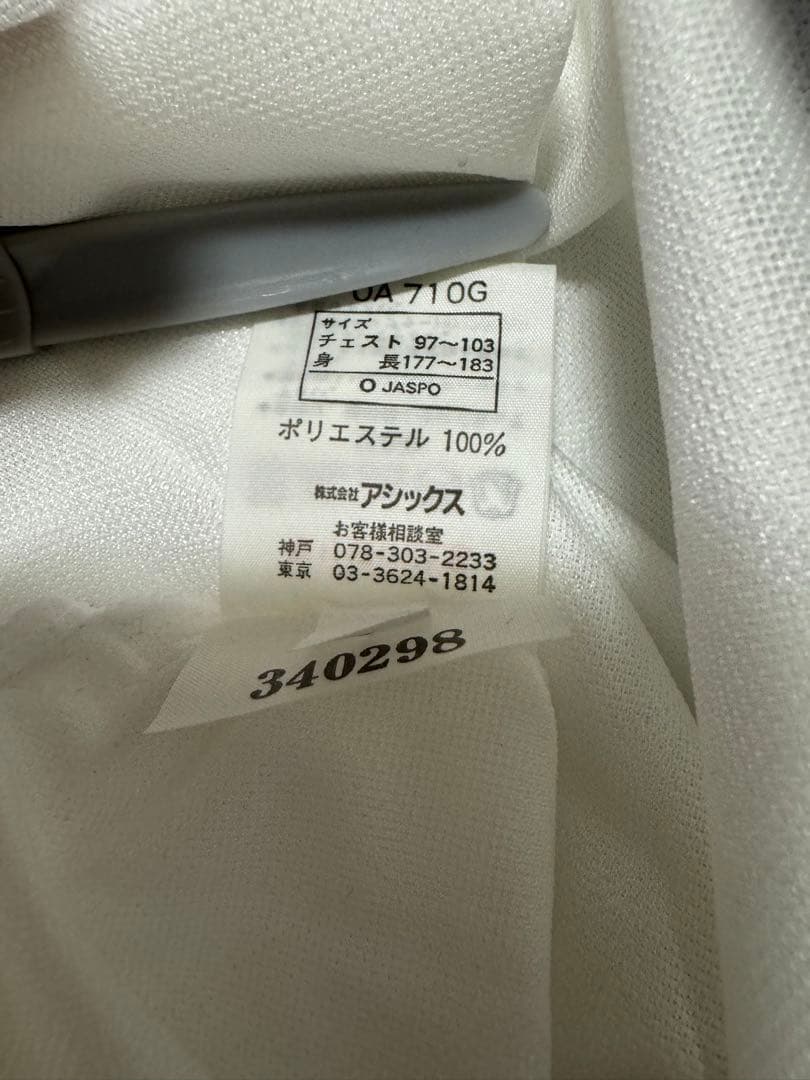 OA 710G
サイズ
チェスト 97〜103
身 長177〜183
O JASPO
ポリエステル 100%
株式会社アシックス
お客様相談室
神戸 078-303-2233
東京 03-3624-1814
340298